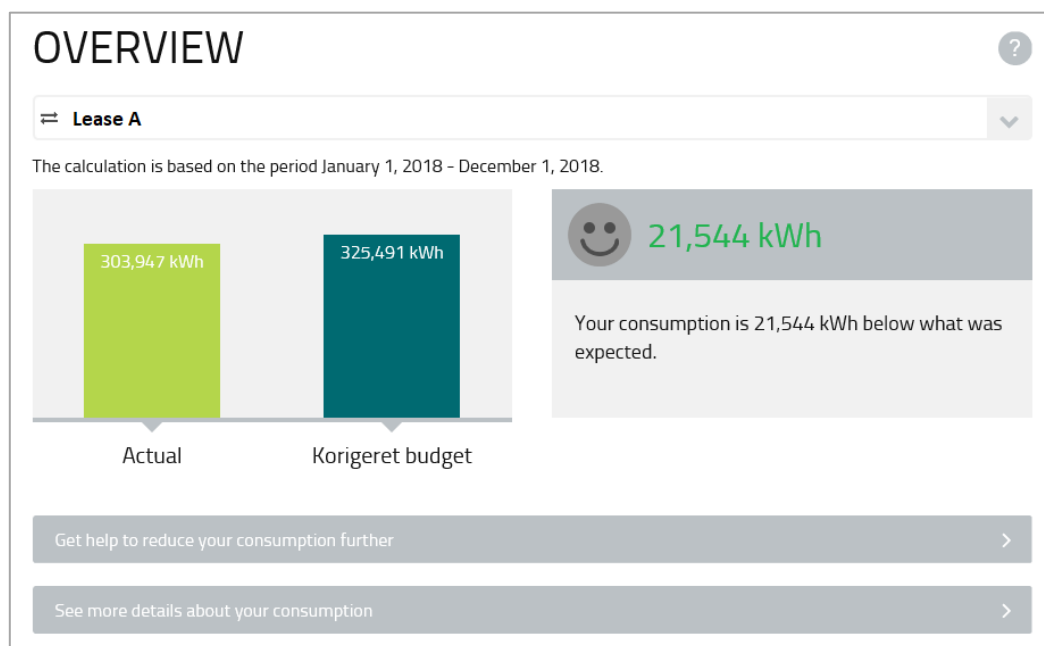 OVERVIEW
?
Lease A
The calculation is based on the period January 1, 2018 - December 1, 2018.
303,947 kWh
325,491 kWh
Actual
Korigeret budget
21,544 kWh
Your consumption is 21,544 kWh below what was
expected.
Get help to reduce your consumption further
See more details about your consumption